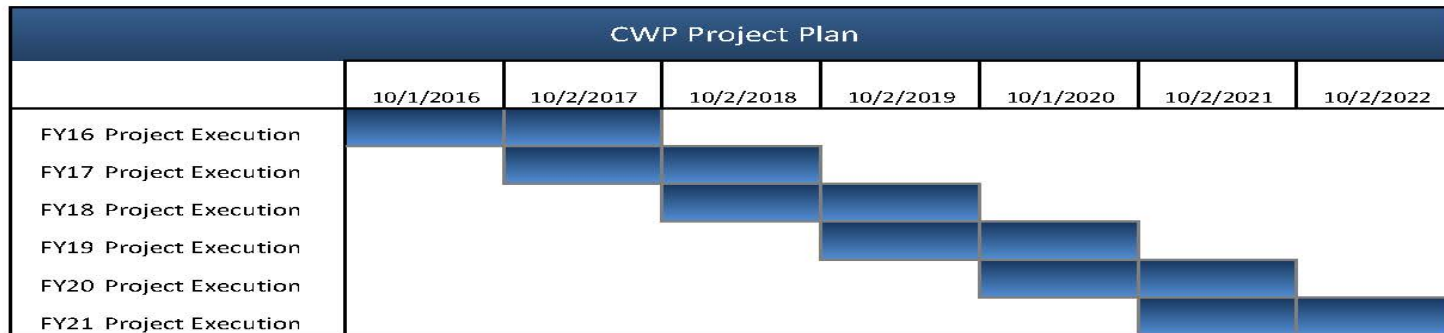 CWP Project Plan
10/1/2016 10/2/2017 10/2/2018 10/2/2019 10/1/2020 10/2/2021 10/2/2022
FY16 Project Execution
FY17 Project Execution
FY18 Project Execution
FY19 Project Execution
FY20 Project Execution
FY21 Project Execution